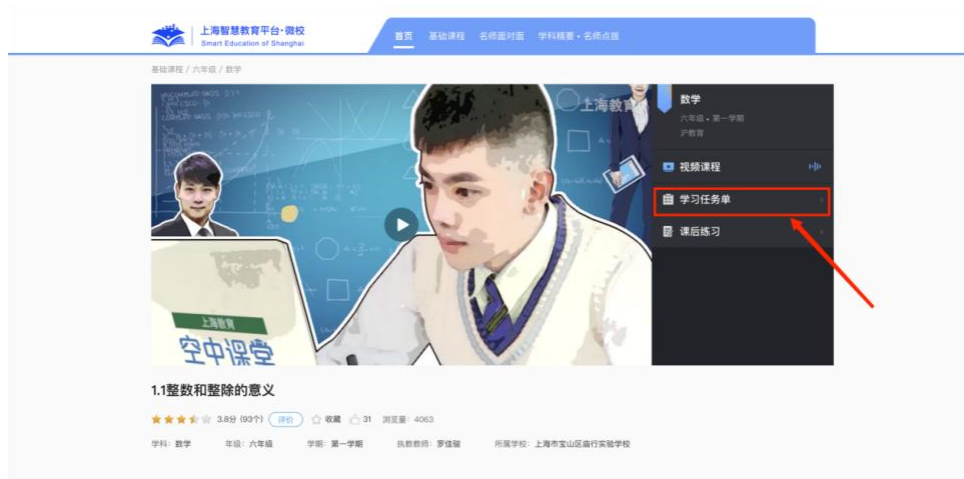 上海智慧教育平台·微校
Smart Education of Shanghai
首页 基础课程 名师面对面 学科精要•名师点拨
基础课程 / 六年级 / 数学
上海教
数学
六年级 • 第一学期
沪教育
视频课程
学习任务单
课后练习
上海教育
空中课堂
1.1整数和整除的意义
3.8分 (93个) 评价 收藏 31 浏览量: 4063
学科: 数学 年级: 六年级 学期: 第一学期 执教教师: 罗佳骏 所属学校: 上海市宝山区庙行实验学校